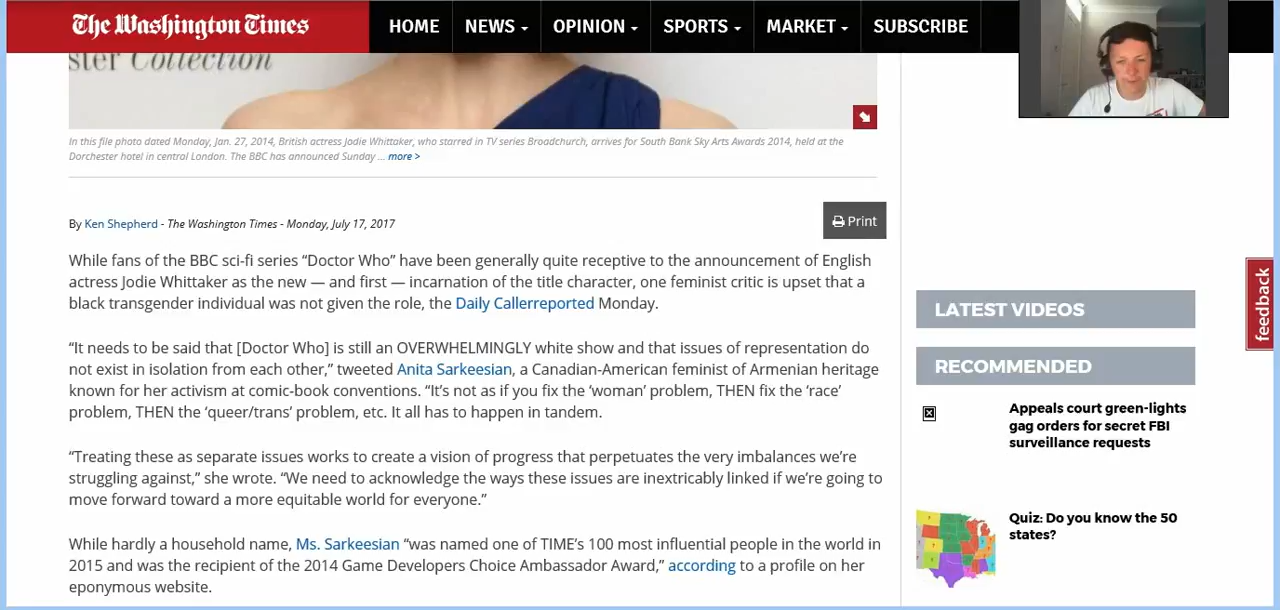 The Washington Times
HOME
NEWS
OPINION
SPORTS
MARKET
SUBSCRIBE
ster Collection
In this file photo dated Monday, Jan. 27, 2014, British actress Jodie Whittaker, who starred in TV series Broadchurch, arrives for South Bank Sky Arts Awards 2014, held at the
Dorchester hotel in central London. The BBC has announced Sunday ... more >
By Ken Shepherd - The Washington Times - Monday, July 17, 2017
Print
While fans of the BBC sci-fi series “Doctor Who” have been generally quite receptive to the announcement of English
actress Jodie Whittaker as the new — and first — incarnation of the title character, one feminist critic is upset that a
black transgender individual was not given the role, the Daily Callerreported Monday.
“It needs to be said that [Doctor Who] is still an OVERWHELMINGLY white show and that issues of representation do
not exist in isolation from each other,” tweeted Anita Sarkeesian, a Canadian-American feminist of Armenian heritage
known for her activism at comic-book conventions. “It’s not as if you fix the ‘woman’ problem, THEN fix the ‘race’
problem, THEN the ‘queer/trans’ problem, etc. It all has to happen in tandem.
“Treating these as separate issues works to create a vision of progress that perpetuates the very imbalances we’re
struggling against,” she wrote. “We need to acknowledge the ways these issues are inextricably linked if we’re going to
move forward toward a more equitable world for everyone.”
While hardly a household name, Ms. Sarkeesian “was named one of TIME’s 100 most influential people in the world in
2015 and was the recipient of the 2014 Game Developers Choice Ambassador Award,” according to a profile on her
eponymous website.
feedback
LATEST VIDEOS
RECOMMENDED
Appeals court green-lights
gag orders for secret FBI
surveillance requests
Quiz: Do you know the 50
states?